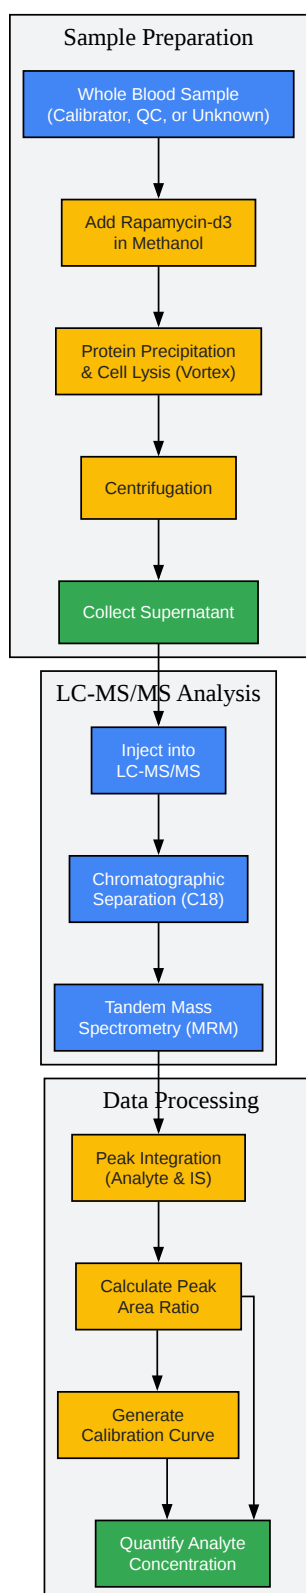 Sample Preparation
Whole Blood Sample
(Calibrator, QC, or Unknown)
Add Rapamycin-d3
in Methanol
Protein Precipitation
& Cell Lysis (Vortex)
Centrifugation
Collect Supernatant
LC-MS/MS Analysis
Inject into
LC-MS/MS
Chromatographic
Separation (C18)
Tandem Mass
Spectrometry (MRM)
Data Processing
Peak Integration
(Analyte & IS)
Calculate Peak
Area Ratio
Generate
Calibration Curve
Quantify Analyte
Concentration